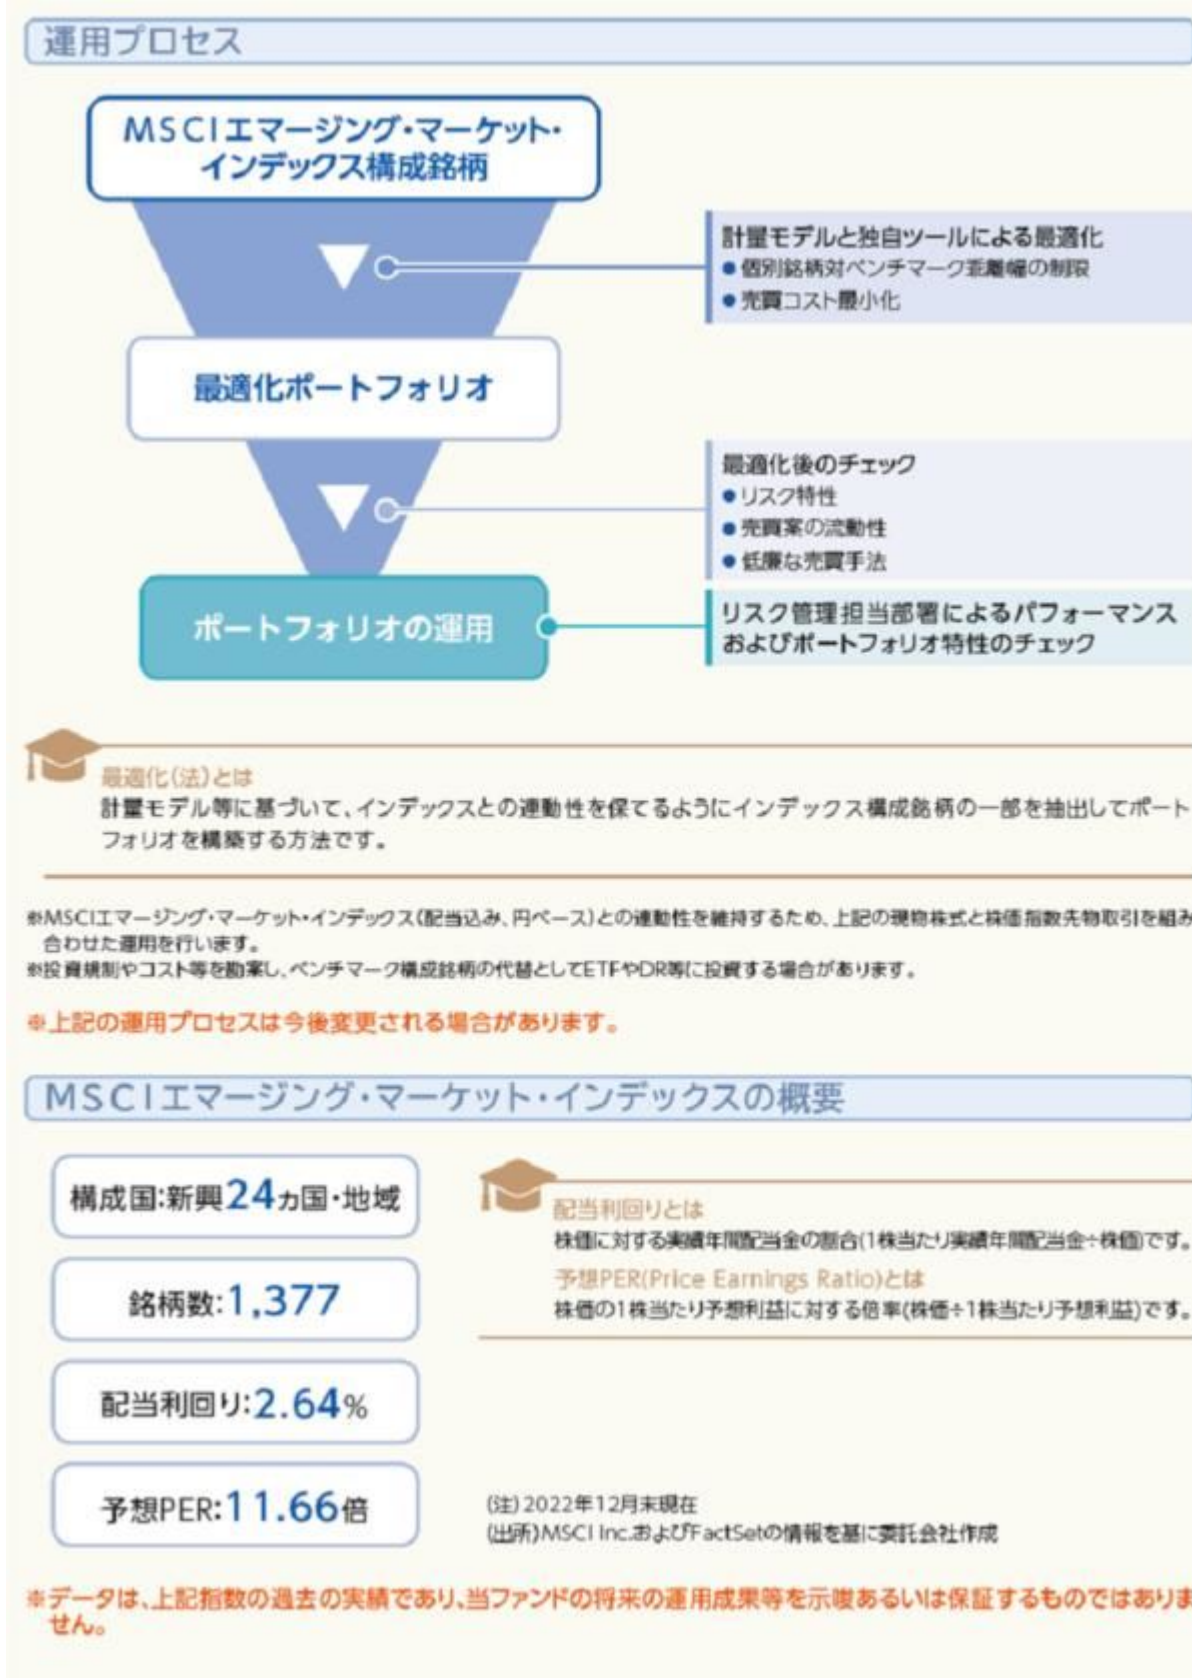 運用プロセス
MSCIエマージング・マーケット・
インデックス構成銘柄
計量モデルと独自ツールによる最適化
●個別銘柄対ベンチマーク乖離幅の制限
●売買コスト最小化
最適化ポートフォリオ
最適化後のチェック
●リスク特性
●売買案の流動性
●低廉な売買手法
ポートフォリオの運用
リスク管理担当部署によるパフォーマンス
およびポートフォリオ特性のチェック
最適化(法)とは
計量モデル等に基づいて、インデックスとの連動性を保てるようにインデックス構成銘柄の一部を抽出してポート
フォリオを構築する方法です。
※MSCIエマージング・マーケット・インデックス(配当込み、円ベース)との連動性を維持するため、上記の現物株式と株価指数先物取引を組み
合わせた運用を行います。
※投資規制やコスト等を勘案し、ベンチマーク構成銘柄の代替としてETFやDR等に投資する場合があります。
※上記の運用プロセスは今後変更される場合があります。
MSCIエマージング・マーケット・インデックスの概要
構成国:新興24ヵ国・地域
銘柄数:1,377
配当利回り:2.64%
予想PER:11.66倍
配当利回りとは
株価に対する実績年間配当金の割合(1株当たり実績年間配当金÷株価)です。
予想PER(Price Earnings Ratio)とは
株価の1株当たり予想利益に対する倍率(株価÷1株当たり予想利益)です。
(注)2022年12月末現在
(出所)MSCI Inc.およびFactSetの情報を基に委託会社作成
※データは、上記指数の過去の実績であり、当ファンドの将来の運用成果等を示唆あるいは保証するものではありま
せん。